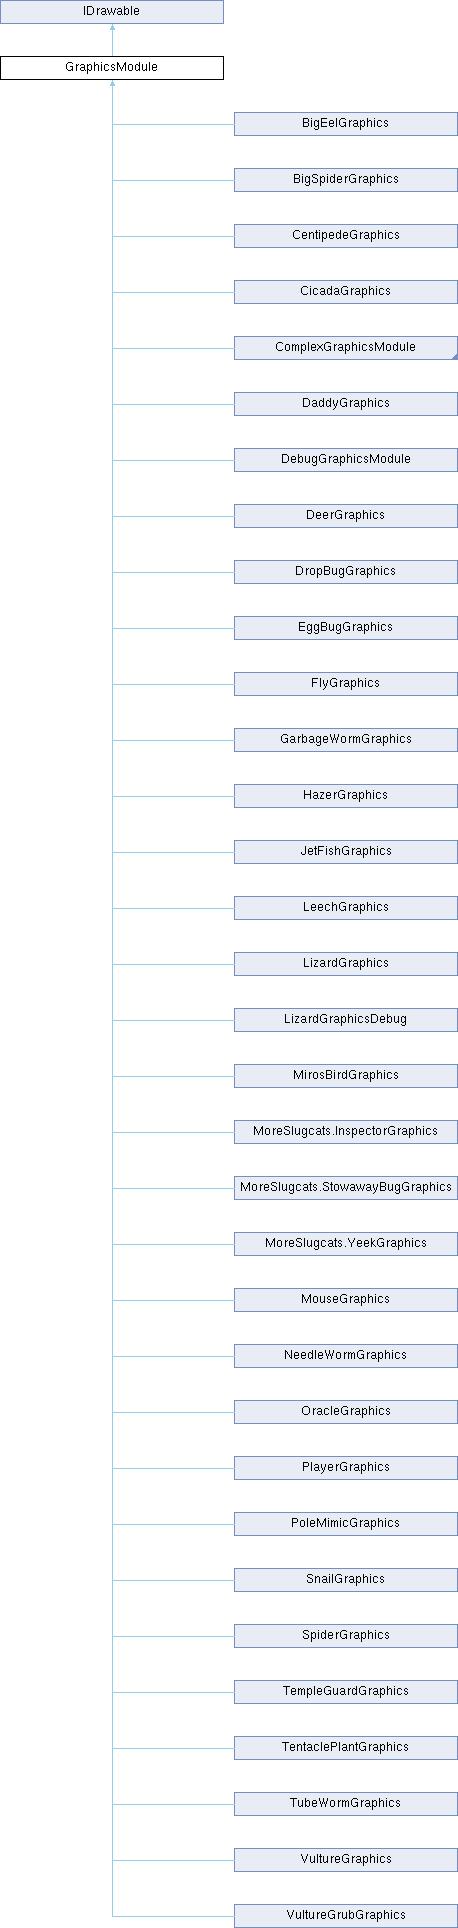 IDrawable
GraphicsModule
BigEelGraphics
BigSpiderGraphics
CentipedeGraphics
CicadaGraphics
ComplexGraphicsModule
DaddyGraphics
DebugGraphicsModule
DeerGraphics
DropBugGraphics
EggBugGraphics
FlyGraphics
GarbageWormGraphics
HazerGraphics
JetFishGraphics
LeechGraphics
LizardGraphics
LizardGraphicsDebug
MirosBirdGraphics
MoreSlugcats.InspectorGraphics
MoreSlugcats.StowawayBugGraphics
MoreSlugcats.YeekGraphics
MouseGraphics
NeedleWormGraphics
OracleGraphics
PlayerGraphics
PoleMimicGraphics
SnailGraphics
SpiderGraphics
TempleGuardGraphics
TentaclePlantGraphics
TubeWormGraphics
VultureGraphics
VultureGrubGraphics